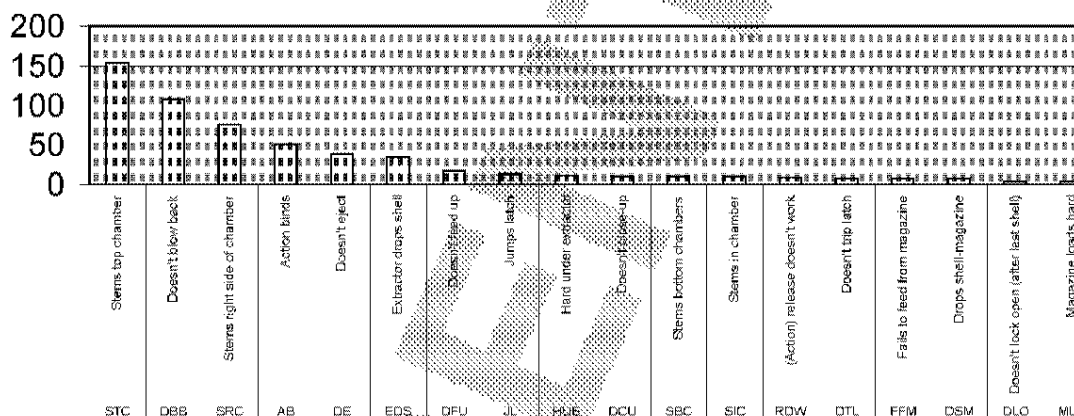 200
150
100
50
0
Stems top chamber
Doesn't blow back
Stems right side of chamber
Action binds
Doesn't eject
Extractor drops shell
Doesn't feed up
Jumps latch
Hard under extractor
Doesn't close-up
Stems bottom chambers
Stems in chamber
(Action) release doesn't work
Doesn't trip latch
Fails to feed from magazine
Drops shell-magazine
Doesn't lock open (after last shell)
Magazine loads hard
STC DBB SRC AB DE EDS DFU JL HUE DCU SBC SIC RDW DTL FFM DSM DLO